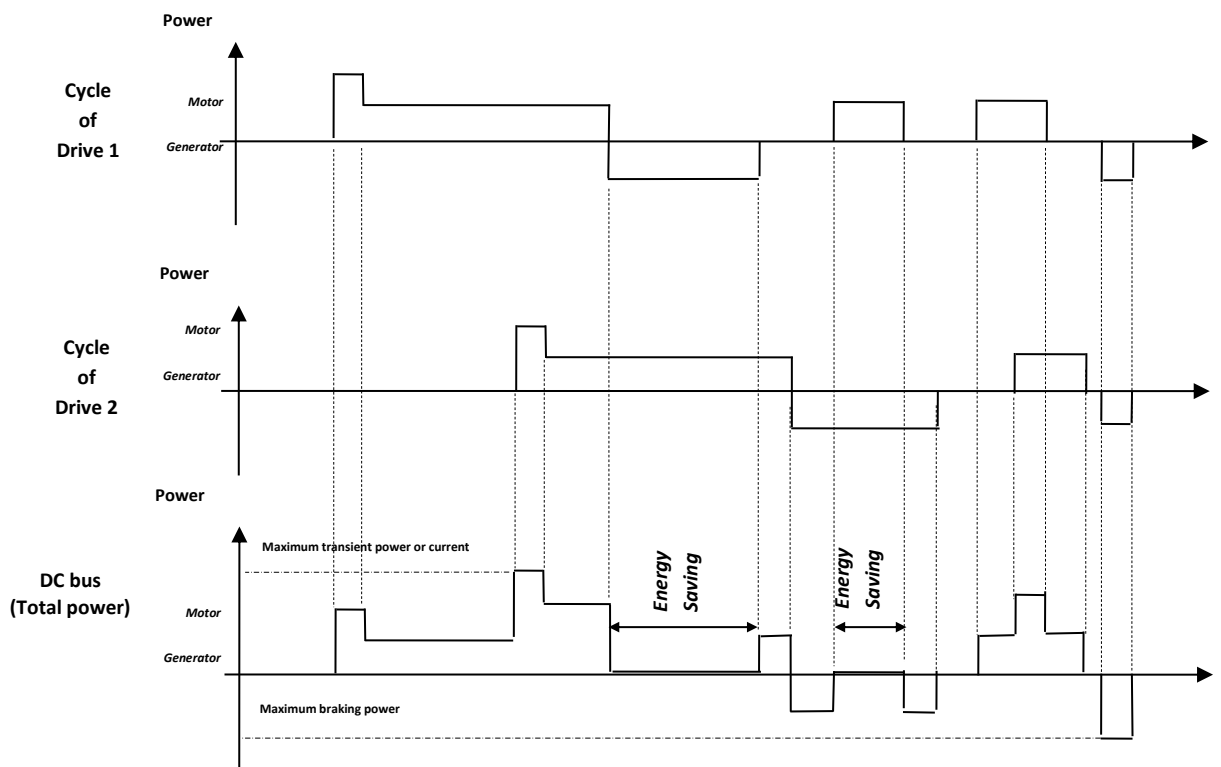 Power
Cycle
of
Drive 1
Motor
Generator
Power
Cycle
of
Drive 2
Motor
Generator
Power
DC bus
(Total power)
Maximum transient power or current
Motor
Generator
Maximum braking power
Energy
Saving
Energy
Saving